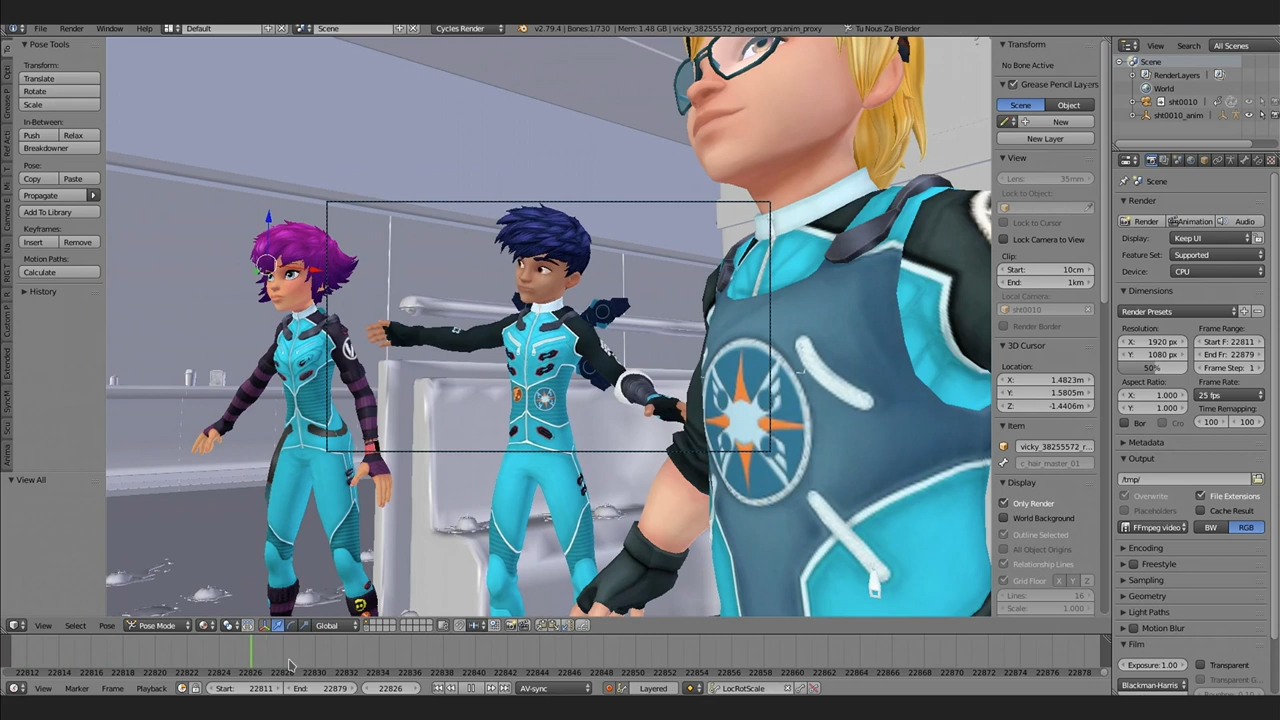 File Render Window Help Default Scene Cycles Render v2.79.4 | Bones:1/730 | Mem: 1.48 GB | vicky_38255572_rig-export_grp.anim_proxy Tu Nous Za Blender View Search All Scenes
Pose Tools
Transform:
Translate
Rotate
Scale
In-Between:
Push Relax
Breakdowner
Pose:
Copy Paste
Propagate
Add To Library
Keyframes:
Insert Remove
Motion Paths:
Calculate
History
View All
Transform
No Bone Active
Grease Pencil Layers
Scene Object
New
New Layer
View
Lens: 35mm
Lock to Object:
Lock to Cursor
Lock Camera to View
Clip:
Start: 10cm
End: 1km
Local Camera:
sht0010
Render Border
3D Cursor
Location:
X: 1.4823m
Y: 1.5805m
Z: -1.4406m
Item
vicky_38255572_r...
c_hair_master_01
Display
Only Render
World Background
Outline Selected
All Object Origins
Relationship Lines
Grid Floor X Y Z
Lines: 16
Scale: 1.000
Scene
RenderLayers
World
sht0010
sht0010_anim
Scene
Render
Render Animation Audio
Display: Keep UI
Feature Set: Supported
Device: CPU
Dimensions
Render Presets
Resolution: Frame Range:
X: 1920 px Start F: 22811
Y: 1080 px End Fr: 22879
50% Frame Step: 1
Aspect Ratio: Frame Rate:
X: 1.000 25 fps
Y: 1.000 Time Remapping:
Bor Cro 100 100
Metadata
Output
/tmp/
Overwrite File Extensions
Placeholders Cache Result
FFmpeg video BW RGB
Encoding
Freestyle
Sampling
Geometry
Light Paths
Motion Blur
Film
Exposure: 1.00 Transparent
Transparent G
Blackman-Harris
View Select Pose Pose Mode Global
22812 22814 22816 22818 22820 22822 22824 22826 22828 22830 22832 22834 22836 22838 22840 22842 22844 22846 22848 22850 22852 22854 22856 22858 22860 22862 22864 22866 22868 22870 22872 22874 22876 22878
View Marker Frame Playback Start: 22811 End: 22879 22826 AV-sync Layered LocRotScale